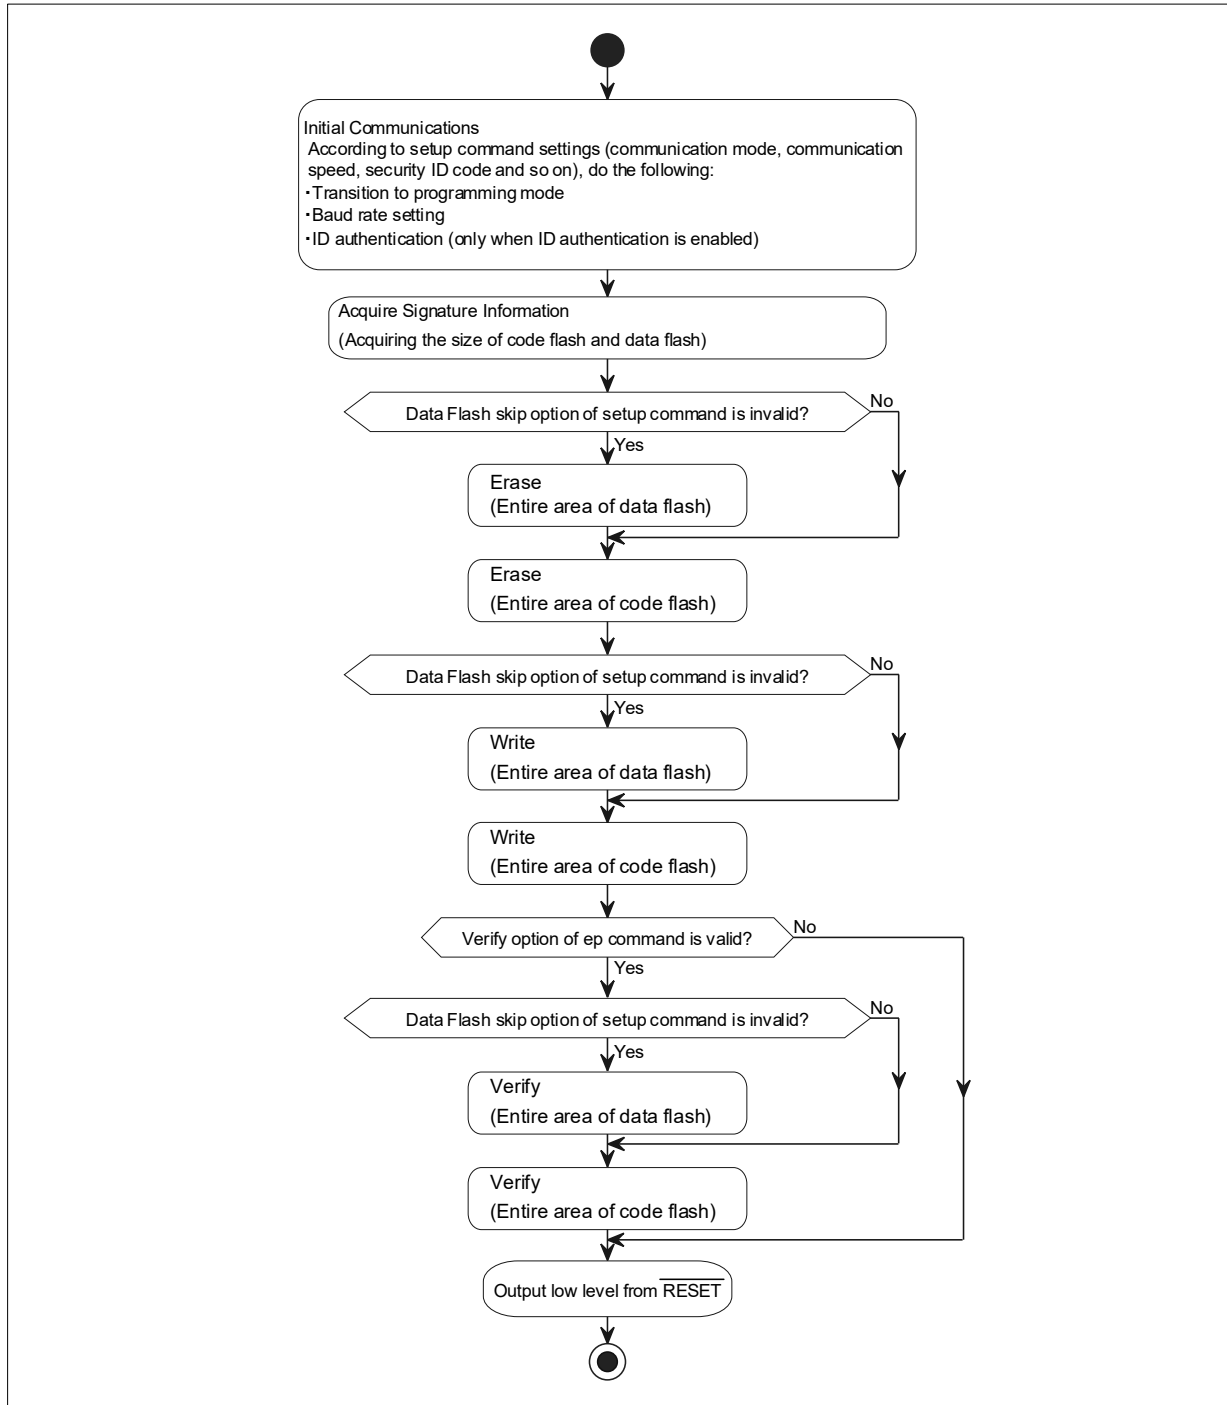 Initial Communications
According to setup command settings (communication mode, communication
speed, security ID code and so on), do the following:
・Transition to programming mode
・Baud rate setting
・ID authentication (only when ID authentication is enabled)
Acquire Signature Information
(Acquiring the size of code flash and data flash)
Data Flash skip option of setup command is invalid?
No
Yes
Erase
(Entire area of data flash)
Erase
(Entire area of code flash)
Data Flash skip option of setup command is invalid?
No
Yes
Write
(Entire area of data flash)
Write
(Entire area of code flash)
Verify option of ep command is valid?
No
Yes
Data Flash skip option of setup command is invalid?
No
Yes
Verify
(Entire area of data flash)
Verify
(Entire area of code flash)
Output low level from RESET